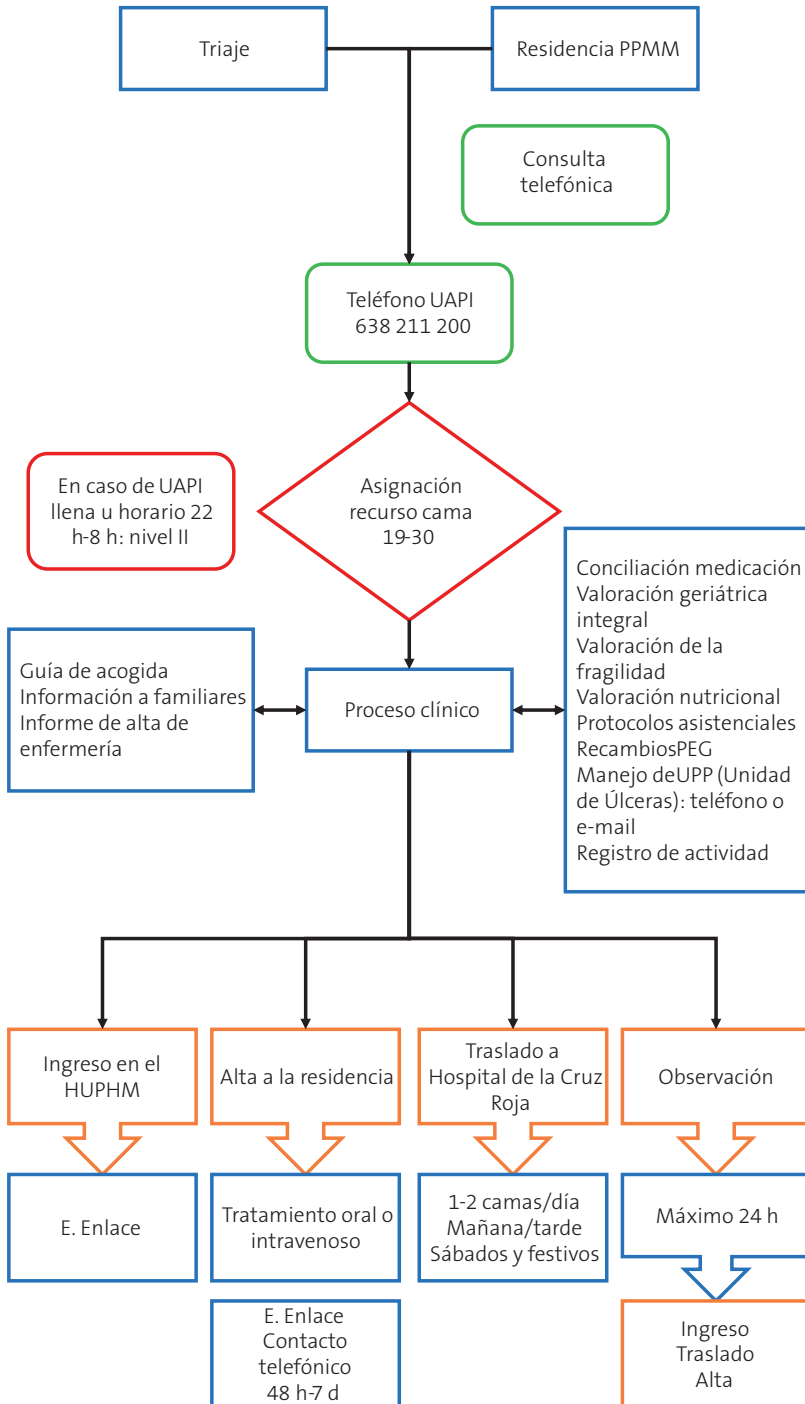 Triaje
Residencia PPMM
Consulta
telefónica
Teléfono UAPI
638 211 200
En caso de UAPI
llena u horario 22
h-8 h: nivel II
Asignación
recurso cama
19-30
Guía de acogida
Información a familiares
Informe de alta de
enfermería
Proceso clínico
Conciliación medicación
Valoración geriátrica
integral
Valoración de la
fragilidad
Valoración nutricional
Protocolos asistenciales
RecambiosPEG
Manejo deUPP (Unidad
de Úlceras): teléfono o
e-mail
Registro de actividad
Ingreso en el
HUPHM
Alta a la residencia
Traslado a
Hospital de la Cruz
Roja
Observación
E. Enlace
Tratamiento oral o
intravenoso
1-2 camas/día
Mañana/tarde
Sábados y festivos
Máximo 24 h
E. Enlace
Contacto
telefónico
48 h-7 d
Ingreso
Traslado
Alta